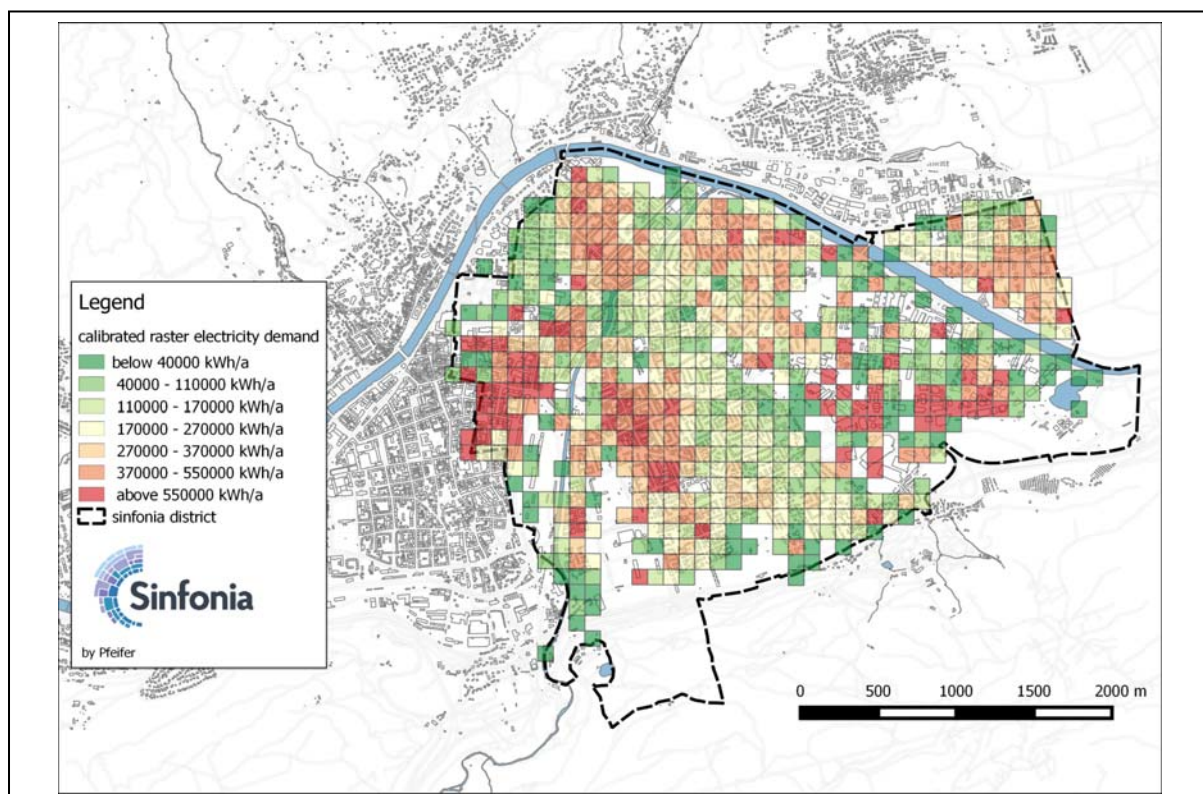 Legend
calibrated raster electricity demand
below 40000 kWh/a
40000 - 110000 kWh/a
110000 - 170000 kWh/a
170000 - 270000 kWh/a
270000 - 370000 kWh/a
370000 - 550000 kWh/a
above 550000 kWh/a
sinfonia district
Sinfonia
by Pfeifer
0 500 1000 1500 2000 m